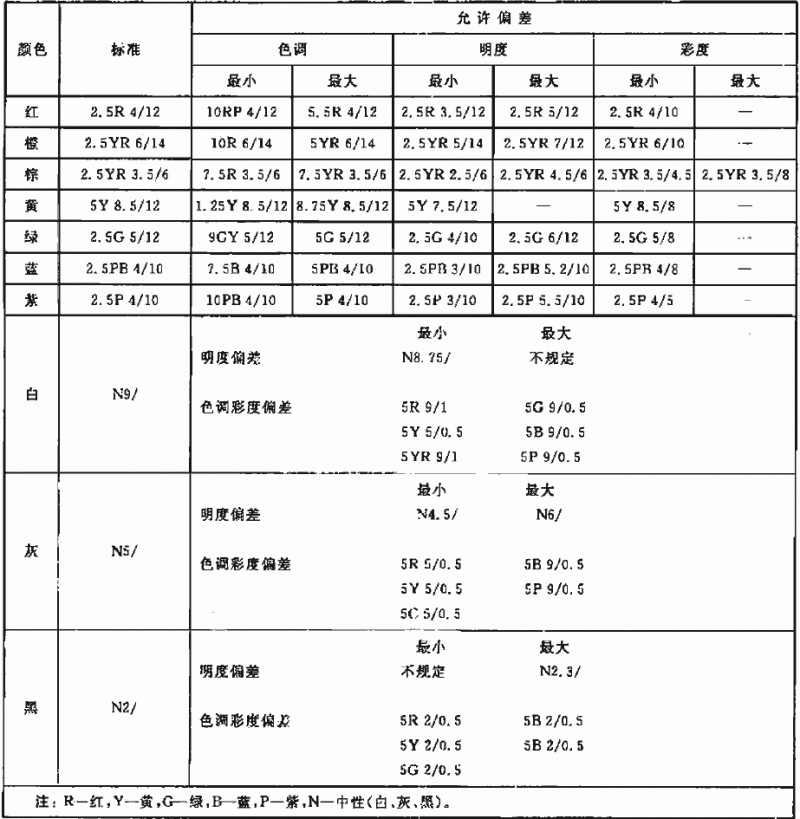 颜色 标准 允许偏差
色调 明度 彩度
最小 最大 最小 最大 最小 最大
红 2.5R 4/12 10RP 4/12 5.5R 4/12 2.5R 3.5/12 2.5R 5/12 2.5R 4/10 —
橙 2.5YR 6/14 10R 6/14 5YR 6/14 2.5YR 5/14 2.5YR 7/12 2.5YR 6/10 —
棕 2.5YR 3.5/6 7.5R 3.5/6 7.5YR 3.5/6 2.5YR 2.5/6 2.5YR 4.5/6 2.5YR 3.5/4.5 2.5YR 3.5/8
黄 5Y 8.5/12 1.25Y 8.5/12 8.75Y 8.5/12 5Y 7.5/12 — 5Y 8.5/8 —
绿 2.5G 5/12 9GY 5/12 5G 5/12 2.5G 4/10 2.5G 6/12 2.5G 5/8 —
蓝 2.5PB 4/10 7.5B 4/10 5PB 4/10 2.5PB 3/10 2.5PB 5.2/10 2.5PB 4/8 —
紫 2.5P 4/10 10PB 4/10 5P 4/10 2.5P 3/10 2.5P 5.5/10 2.5P 4/5 -
最小 最大
明度偏差 N8.75/ 不规定
白 N9/
色调彩度偏差 5R 9/1 5G 9/0.5
5Y 5/0.5 5B 9/0.5
5YR 9/1 5P 9/0.5
最小 最大
明度偏差 N4.5/ N6/
灰 N5/
色调彩度偏差 5R 5/0.5 5B 9/0.5
5Y 5/0.5 5P 9/0.5
5G 5/0.5
最小 最大
明度偏差 不规定 N2.3/
黑 N2/
色调彩度偏差 5R 2/0.5 5B 2/0.5
5Y 2/0.5 5B 2/0.5
5G 2/0.5
注：R—红,Y—黄,G—绿,B—蓝,P—紫,N—中性(白、灰、黑)。